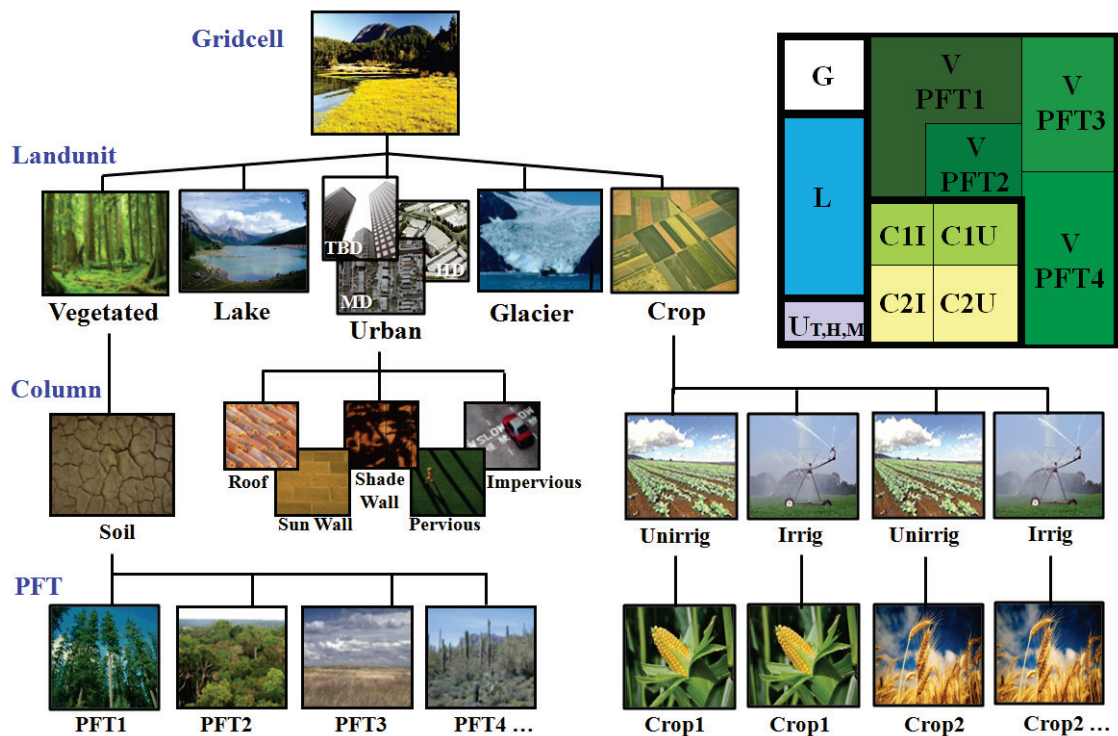 Gridcell
Landunit
TBD
HD
MD
Vegetated
Lake
Urban
Glacier
Crop
G
L
UT,H,M
V
PFT1
V
PFT2
V
PFT3
V
PFT4
C1I
C1U
C2I
C2U
Column
Soil
Roof
Sun Wall
Shade
Wall
Pervious
Impervious
SLOW
Unirrig
Irrig
Unirrig
Irrig
PFT
PFT1
PFT2
PFT3
PFT4 ...
Crop1
Crop1
Crop2
Crop2 ...